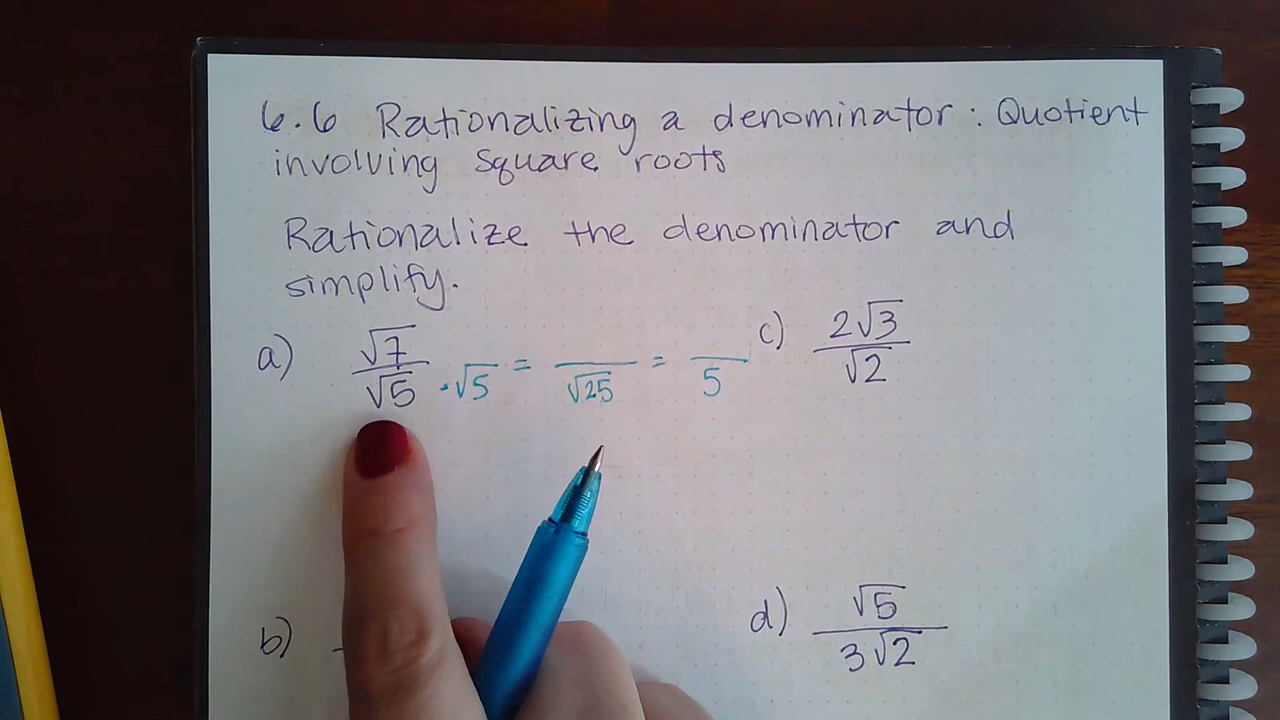 6.6 Rationalizing a denominator: Quotient
involving square roots
Rationalize the denominator and
simplify.
a) √7/√5 · √5 = /√25 = /5
c) 2√3/√2
b)
d) √5/3√2